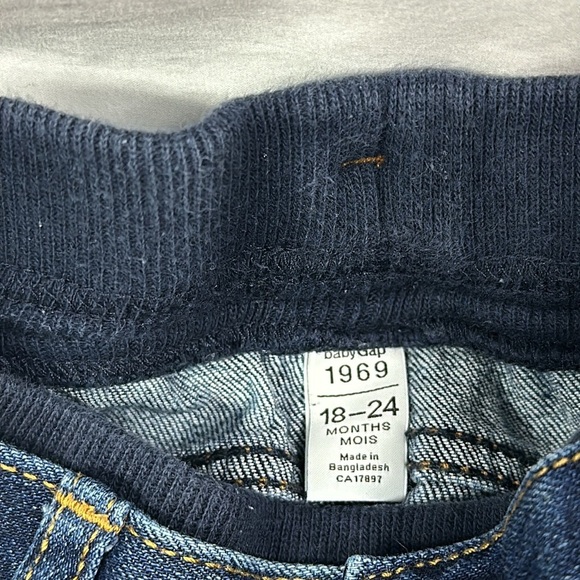 babyGap
1969
18–24
MONTHS
MOIS
Made in
Bangladesh
CA17897